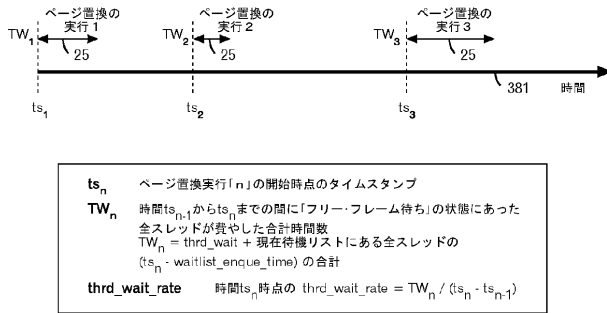 ページ置換の
実行1
ページ置換の
実行2
ページ置換の
実行3
TW1
TW2
TW3
25
25
25
381
時間
ts1
ts2
ts3
tsn ページ置換実行「n」の開始時点のタイムスタンプ
TWn 時間tsn-1からtsnまでの間に「フリー・フレーム待ち」の状態にあった
全スレッドが費やした合計時間数
TWn = thrd_wait + 現在待機リストにある全スレッドの
(tsn - waitlist_enque_time) の合計
thrd_wait_rate 時間tsn時点の thrd_wait_rate = TWn / (tsn - tsn-1)